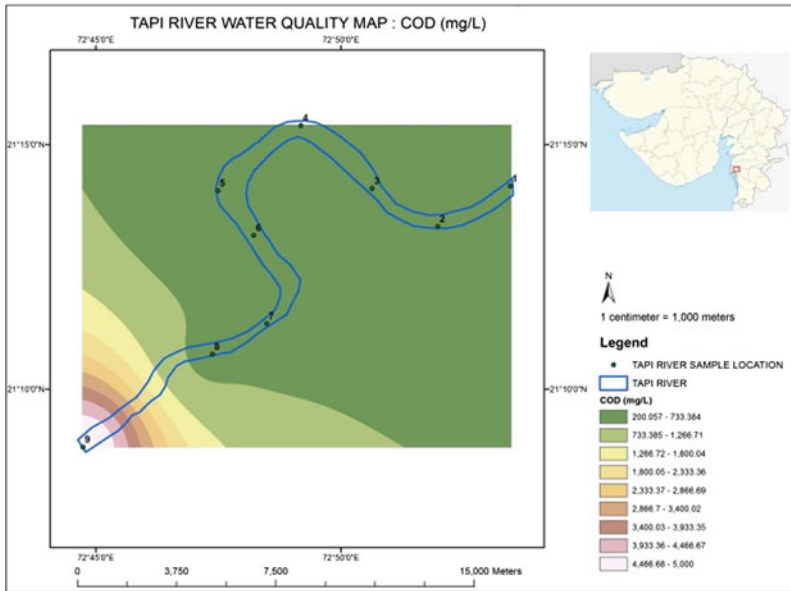 TAPI RIVER WATER QUALITY MAP : COD (mg/L)
72°45'0"E
72°50'0"E
21°15'0"N
21°15'0"N
21°10'0"N
21°10'0"N
4
5
3
1
2
6
7
8
9
72°45'0"E
72°50'0"E
0
3,750
7,500
15,000 Meters
N
1 centimeter = 1,000 meters
Legend
TAPI RIVER SAMPLE LOCATION
TAPI RIVER
COD (mg/L)
200.057 - 733.384
733.385 - 1,266.71
1,266.72 - 1,800.04
1,800.05 - 2,333.36
2,333.37 - 2,866.69
2,866.7 - 3,400.02
3,400.03 - 3,933.35
3,933.36 - 4,466.67
4,466.68 - 5,000